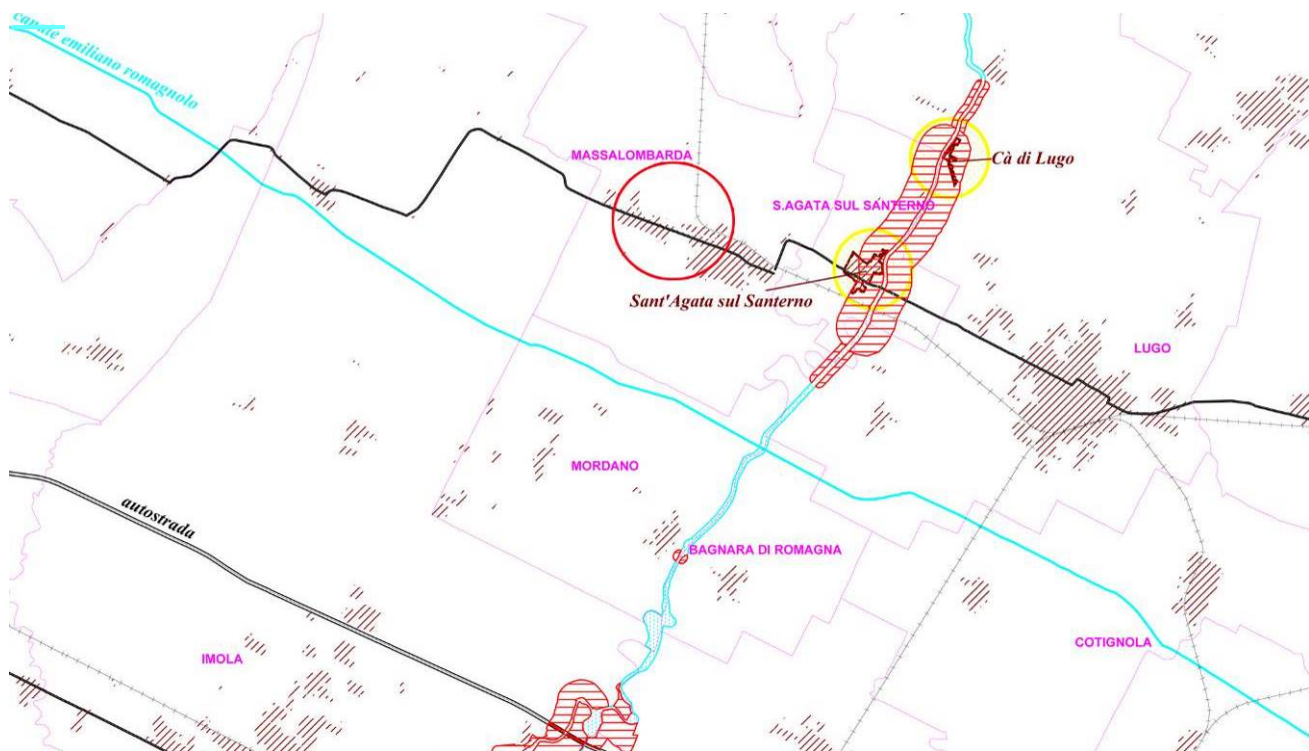 canale emiliano romagnolo
MASSALOMBARDA
Cà di Lugo
S.AGATA SUL SANTERNO
Sant'Agata sul Santerno
LUGO
MORDANO
autostrada
BAGNARA DI ROMAGNA
COTIGNOLA
IMOLA